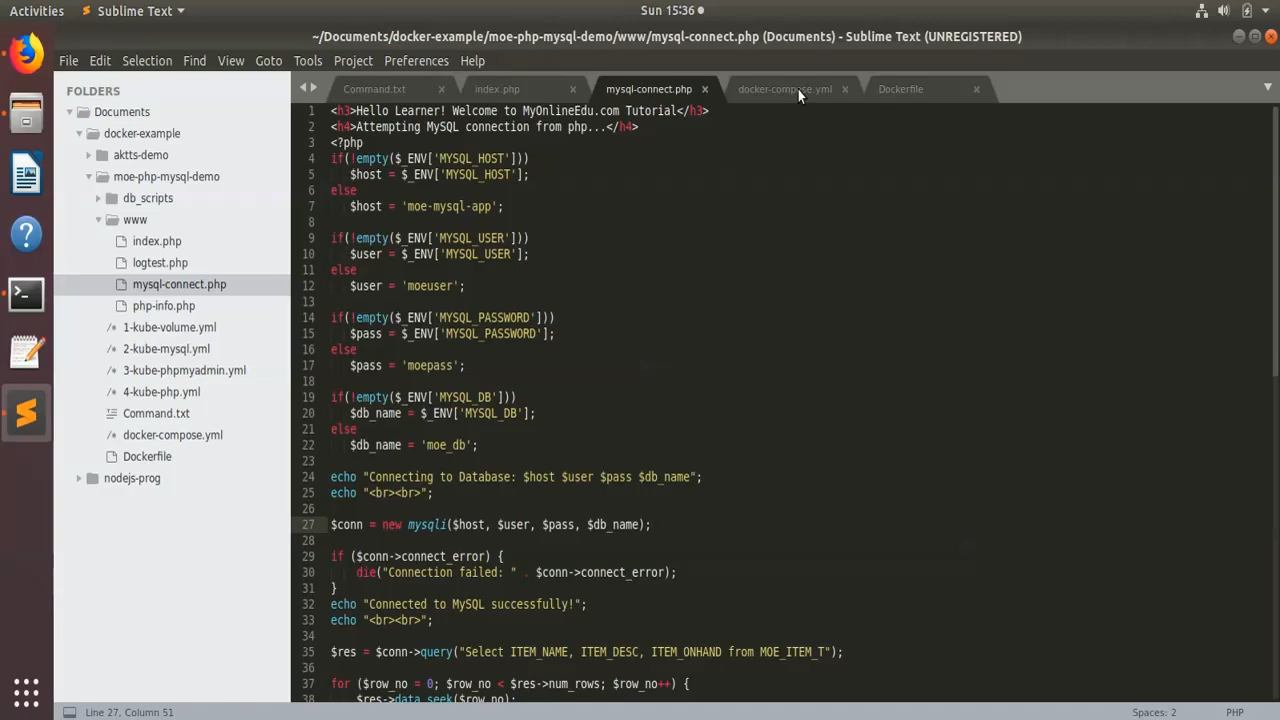 Activities
Sublime Text
Sun 15:36
~/Documents/docker-example/moe-php-mysql-demo/www/mysql-connect.php (Documents) - Sublime Text (UNREGISTERED)
File Edit Selection Find View Goto Tools Project Preferences Help
FOLDERS
Documents
docker-example
aktts-demo
moe-php-mysql-demo
db_scripts
www
index.php
logtest.php
mysql-connect.php
php-info.php
1-kube-volume.yml
2-kube-mysql.yml
3-kube-phpmyadmin.yml
4-kube-php.yml
Command.txt
docker-compose.yml
Dockerfile
nodejs-prog
Command.txt index.php mysql-connect.php docker-compose.yml Dockerfile
1 <h3>Hello Learner! Welcome to MyOnlineEdu.com Tutorial</h3>
2 <h4>Attempting MySQL connection from php...</h4>
3 <?php
4 if(!empty($_ENV['MYSQL_HOST']))
5 $host = $_ENV['MYSQL_HOST'];
6 else
7 $host = 'moe-mysql-app';
8
9 if(!empty($_ENV['MYSQL_USER']))
10 $user = $_ENV['MYSQL_USER'];
11 else
12 $user = 'moeuser';
13
14 if(!empty($_ENV['MYSQL_PASSWORD']))
15 $pass = $_ENV['MYSQL_PASSWORD'];
16 else
17 $pass = 'moepass';
18
19 if(!empty($_ENV['MYSQL_DB']))
20 $db_name = $_ENV['MYSQL_DB'];
21 else
22 $db_name = 'moe_db';
23
24 echo "Connecting to Database: $host $user $pass $db_name";
25 echo "<br><br>";
26
27 $conn = new mysqli($host, $user, $pass, $db_name);
28
29 if ($conn->connect_error) {
30 die("Connection failed: " . $conn->connect_error);
31 }
32 echo "Connected to MySQL successfully!";
33 echo "<br><br>";
34
35 $res = $conn->query("Select ITEM_NAME, ITEM_DESC, ITEM_ONHAND from MOE_ITEM_T");
36
37 for ($row_no = 0; $row_no < $res->num_rows; $row_no++) {
38 $res->data_seek($row_no);
Line 27, Column 51
Spaces: 2
PHP